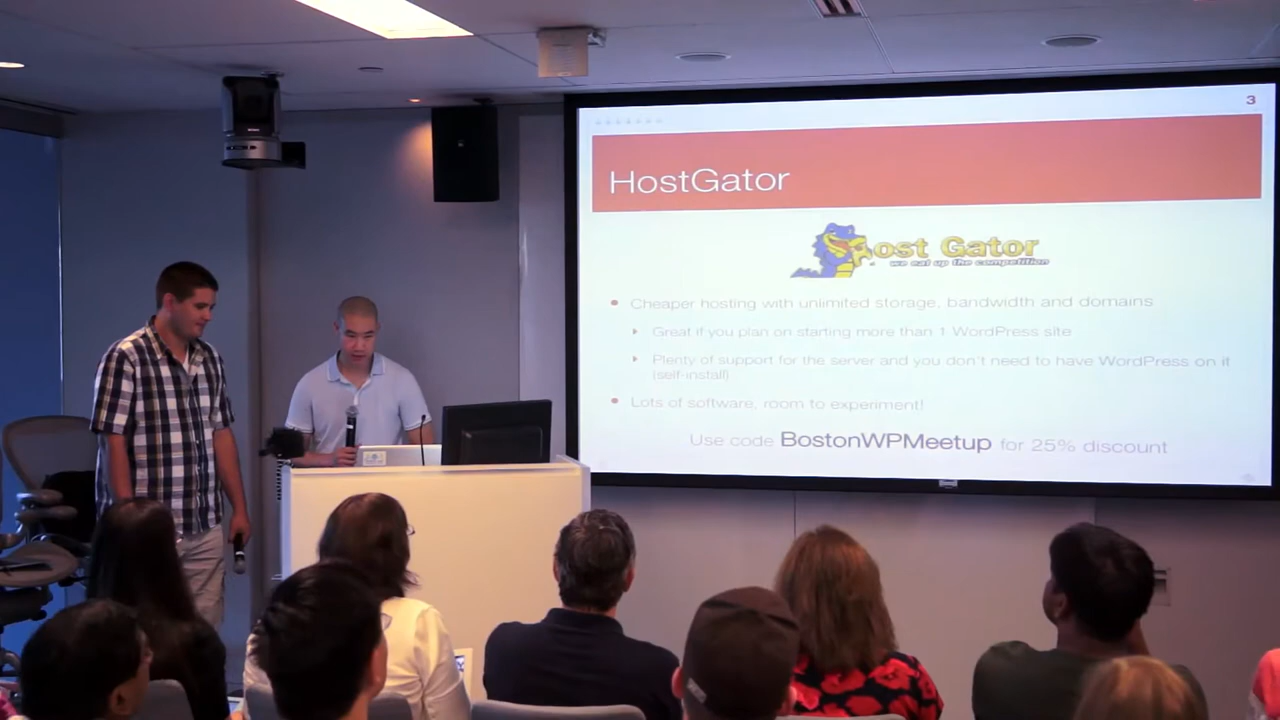 3
HostGator
Host Gator
we eat up the competition
Cheaper hosting with unlimited storage, bandwidth and domains
Great if you plan on starting more than 1 WordPress site
Plenty of support for the server and you don't need to have WordPress on it
(self-install)
Lots of software, room to experiment!
Use code BostonWPMeetup for 25% discount